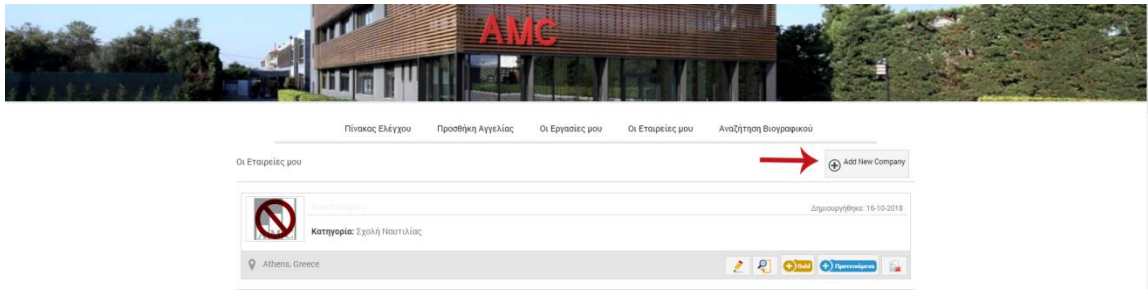 AMC
Πίνακας Ελέγχου Προσθήκη Αγγελίας Οι Εργασίες μου Οι Εταιρείες μου Αναζήτηση Βιογραφικού
Οι Εταιρείες μου Add New Company
Δημιουργήθηκε: 16-10-2018
Κατηγορία: Σχολή Ναυτιλίας
Athens, Greece Gold Προτεινόμενα